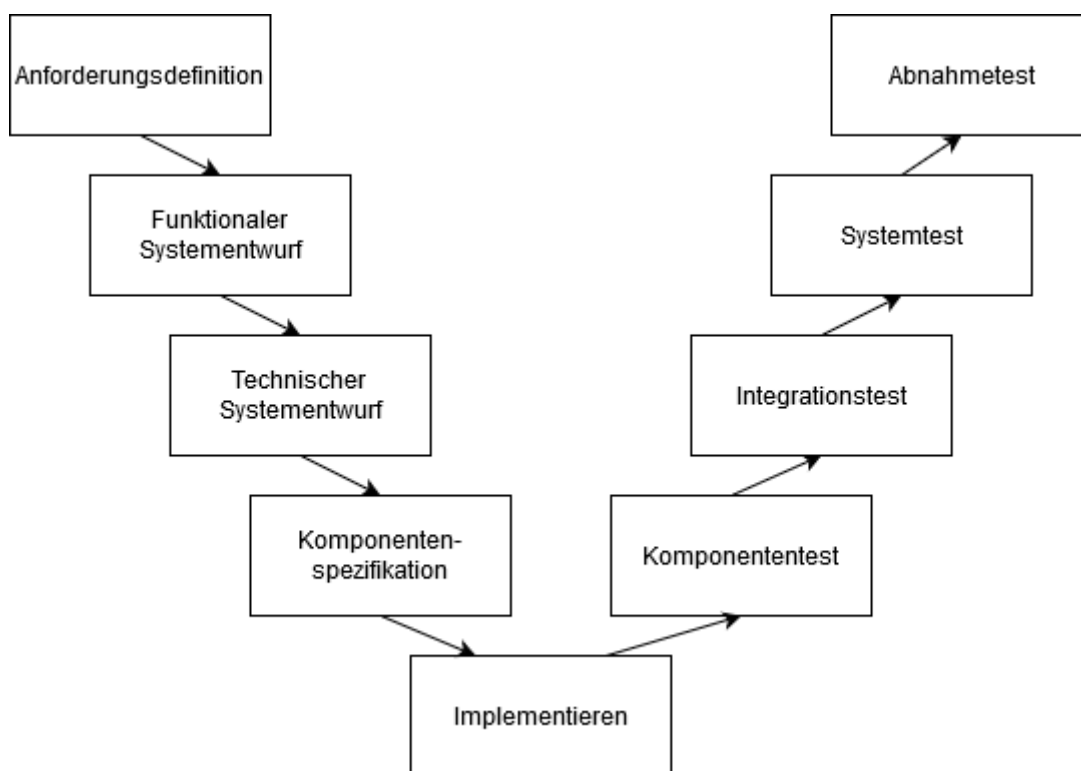 Anforderungsdefinition
Abnahmetest
Funktionaler
Systementwurf
Systemtest
Technischer
Systementwurf
Integrationstest
Komponenten-
spezifikation
Komponententest
Implementieren